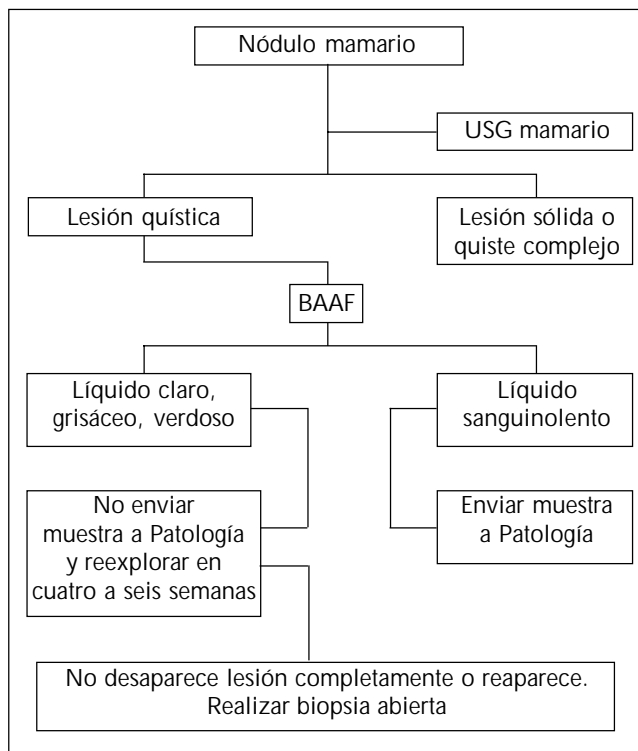 Nódulo mamario
USG mamario
Lesión quística
Lesión sólida o
quiste complejo
BAAF
Líquido claro,
grisáceo, verdoso
Líquido
sanguinolento
No enviar
muestra a Patología
y reexplorar en
cuatro a seis semanas
Enviar muestra
a Patología
No desaparece lesión completamente o reaparece.
Realizar biopsia abierta